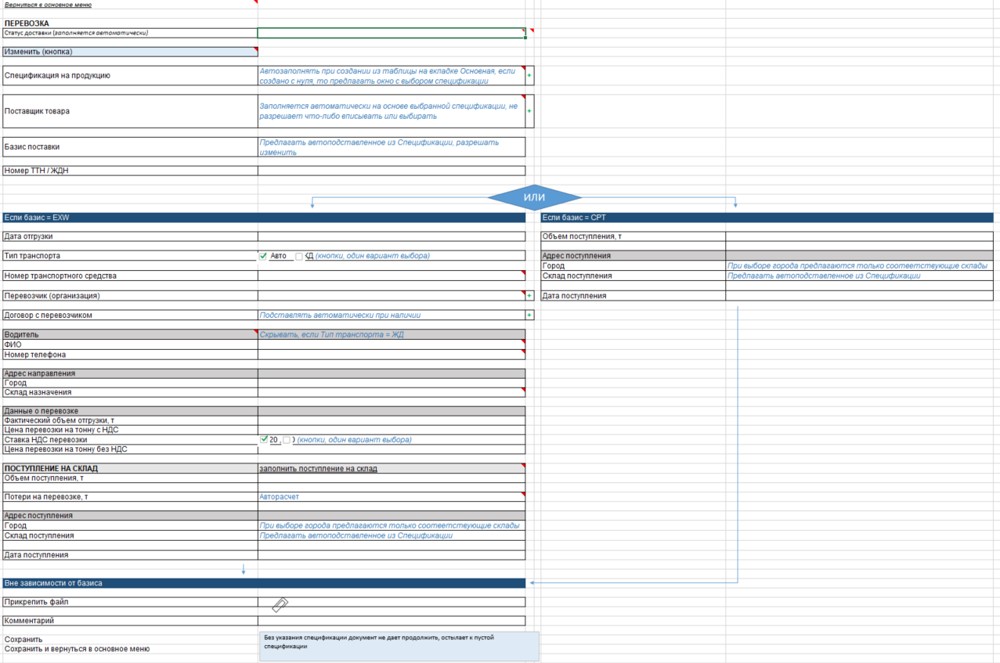 Вернуться в основное меню
ПЕРЕВОЗКА
Статус доставки (заполняется автоматически)
Изменить (кнопка)
Спецификация на продукцию
Автозаполнять при создании из таблицы на вкладке Основная, если
создано с нуля, то предлагать окно с выбором спецификации
+
Поставщик товара
Заполняется автоматически на основе выбранной спецификации, не
разрешает что-либо вписывать или выбирать
+
Базис поставки
Предлагать автоподставленное из Спецификации, разрешать
изменить
Номер ТТН / ЖДН
ИЛИ
Если базис = EXW
Дата отгрузки
Тип транспорта
Авто
Д (кнопки, один вариант выбора)
Номер транспортного средства
Перевозчик (организация)
+
Договор с перевозчиком
Подставлять автоматически при наличии
+
Водитель
Скрывать, если Тип транспорта = ЖД
ФИО
Номер телефона
Адрес направления
Город
Склад назначения
Данные о перевозке
Фактический объем отгрузки, т
Цена перевозки на тонну с НДС
Ставка НДС перевозки
20
(кнопки, один вариант выбора)
Цена перевозки на тонну без НДС
ПОСТУПЛЕНИЕ НА СКЛАД
заполнить поступление на склад
Объем поступления, т
Потери на перевозке, т
Авторасчет
Адрес поступления
Город
При выборе города предлагаются только соответствующие склады
Склад поступления
Предлагать автоподставленное из Спецификации
Дата поступления
Если базис = CPT
Объем поступления, т
Адрес поступления
Город
При выборе города предлагаются только соответствующие склады
Склад поступления
Предлагать автоподставленное из Спецификации
Дата поступления
Вне зависимости от базиса
Прикрепить файл
Комментарий
Сохранить
Сохранить и вернуться в основное меню
Без указания спецификации документ не дает продолжить, остылает к пустой
спецификации